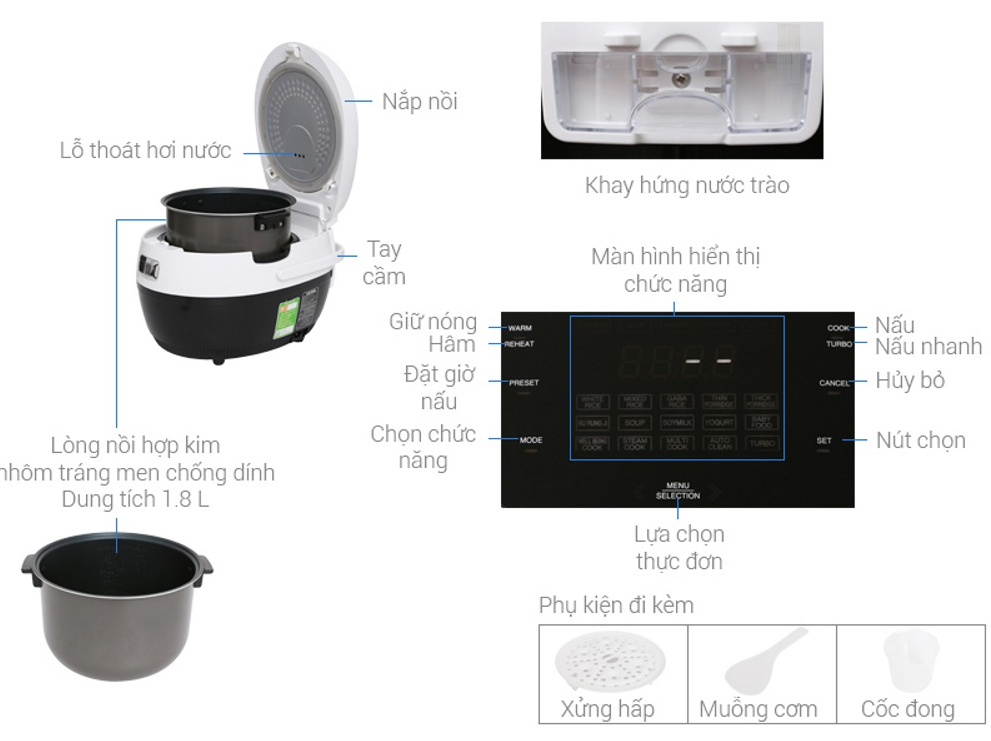 Nắp nồi
Lỗ thoát hơi nước
Khay hứng nước trào
Tay
cầm
Màn hình hiển thị
chức năng
Giữ nóng
Hâm
Đặt giờ
nấu
Chọn chức
năng
WARM
REHEAT
PRESET
MODE
WHITE RICE
MIXED RICE
GABA RICE
THIN PORRIDGE
THICK PORRIDGE
SOUP
SOYMILK
YOGURT
BABY FOOD
WELL BEING COOK
STEAM COOK
MULTI COOK
AUTO CLEAN
TURBO
MENU
SELECTION
COOK
TURBO
CANCEL
SET
Nấu
Nấu nhanh
Hủy bỏ
Nút chọn
Lựa chọn
thực đơn
Lòng nồi hợp kim
nhôm tráng men chống dính
Dung tích 1.8 L
Phụ kiện đi kèm
Xửng hấp
Muỗng cơm
Cốc đong